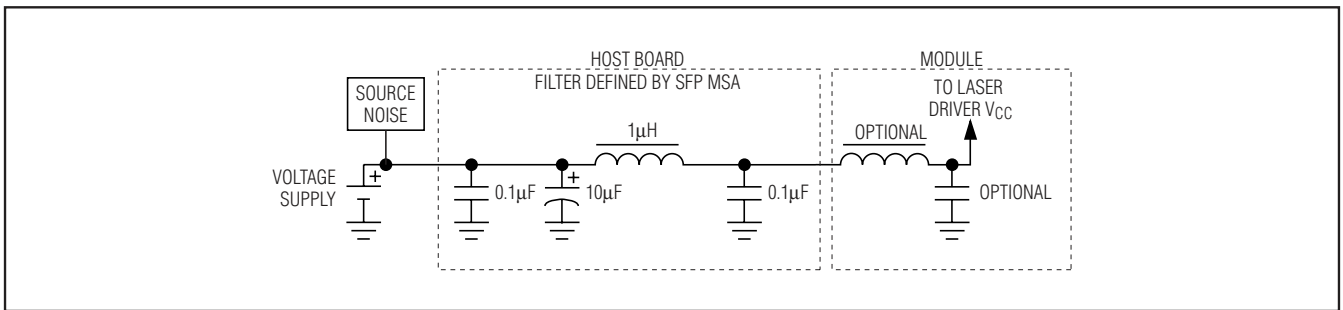 HOST BOARD
FILTER DEFINED BY SFP MSA
MODULE
SOURCE
NOISE
TO LASER
DRIVER VCC
1μH
OPTIONAL
VOLTAGE
SUPPLY
+
0.1μF
+
10μF
0.1μF
OPTIONAL